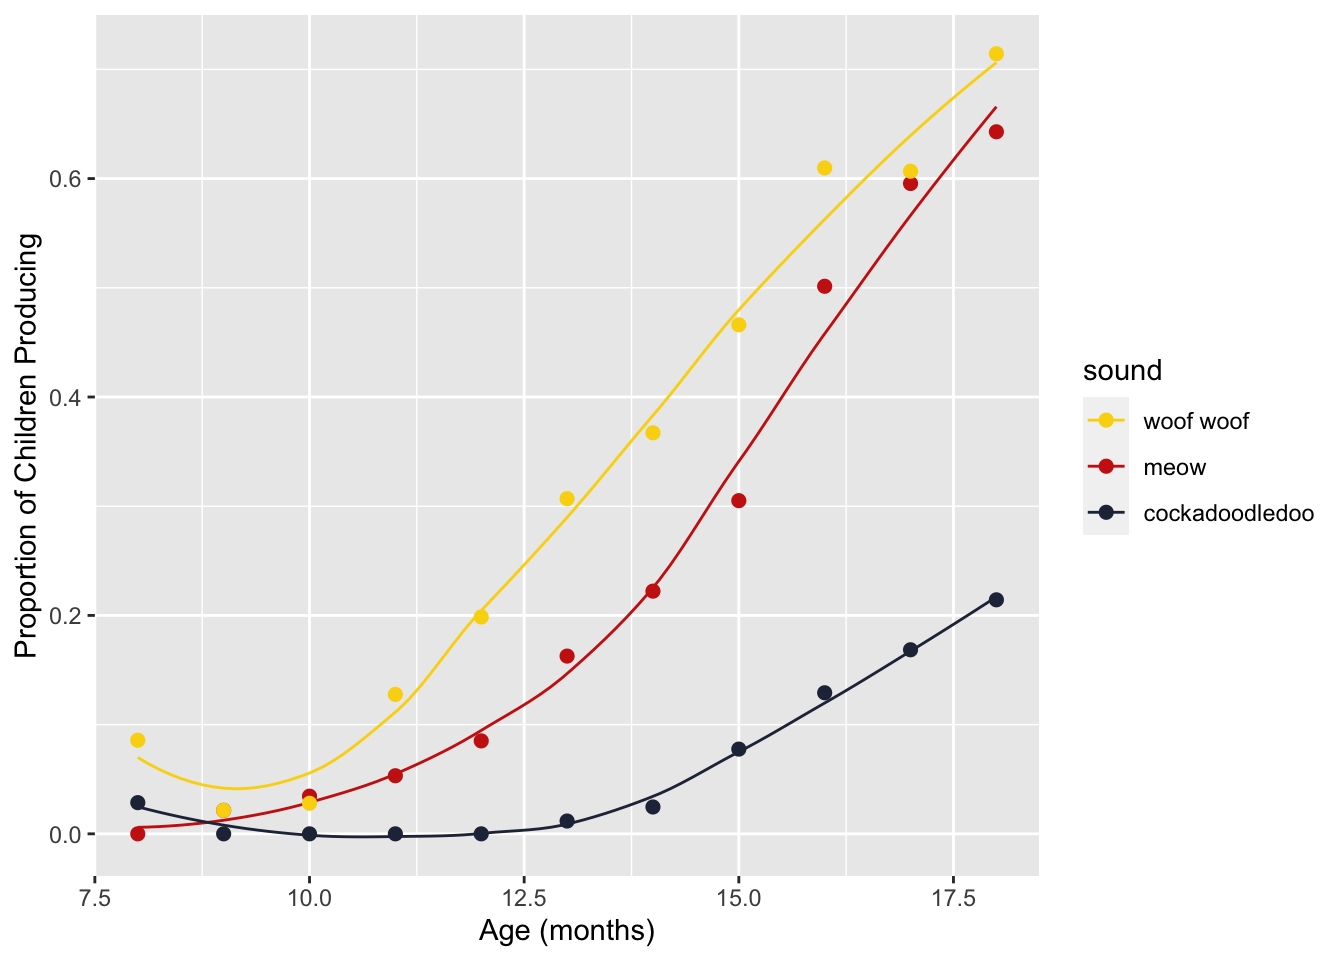 Proportion of Children Producing
0.6
0.4
0.2
0.0
7.5 10.0 12.5 15.0 17.5
Age (months)
sound
woof woof
meow
cockadoodledoo